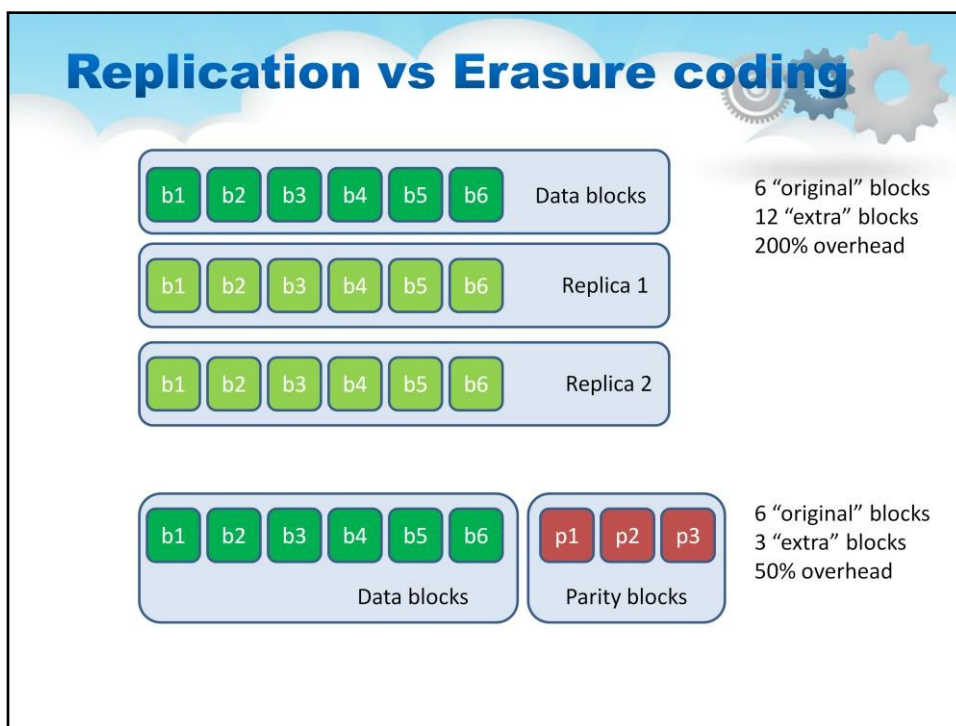 Replication vs Erasure coding
b1 b2 b3 b4 b5 b6 Data blocks
6 “original” blocks
12 “extra” blocks
200% overhead
b1 b2 b3 b4 b5 b6 Replica 1
b1 b2 b3 b4 b5 b6 Replica 2
b1 b2 b3 b4 b5 b6
Data blocks
p1 p2 p3
Parity blocks
6 “original” blocks
3 “extra” blocks
50% overhead